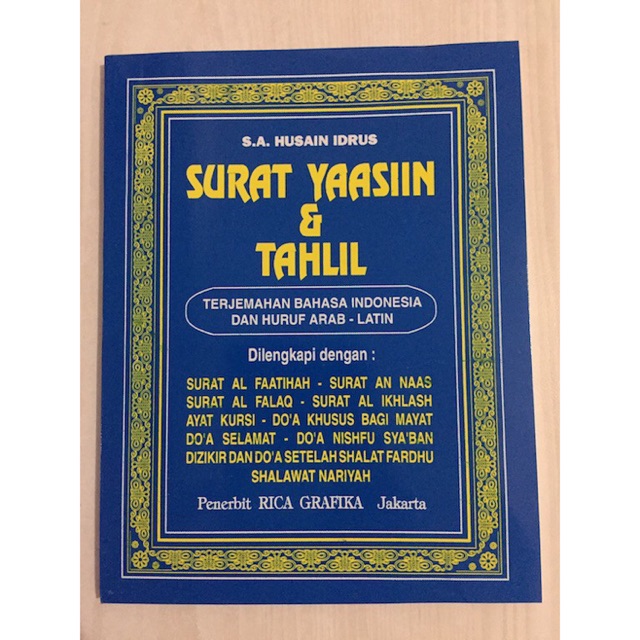 S.A. HUSAIN IDRUS
SURAT YAASIIN
&
TAHLIL
TERJEMAHAN BAHASA INDONESIA
DAN HURUF ARAB - LATIN
Dilengkapi dengan :
SURAT AL FAATIHAH - SURAT AN NAAS
SURAT AL FALAQ - SURAT AL IKHLASH
AYAT KURSI - DO'A KHUSUS BAGI MAYAT
DO'A SELAMAT - DO'A NISHFU SYA'BAN
DIZIKIR DAN DO'A SETELAH SHALAT FARDHU
SHALAWAT NARIYAH
Penerbit RICA GRAFIKA Jakarta